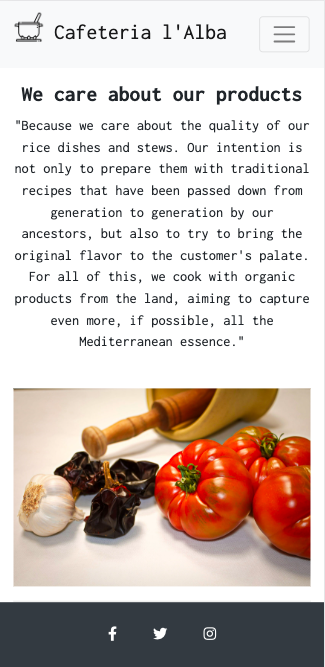 Cafeteria l'Alba
We care about our products
"Because we care about the quality of our
rice dishes and stews. Our intention is
not only to prepare them with traditional
recipes that have been passed down from
generation to generation by our
ancestors, but also to try to bring the
original flavor to the customer's palate.
For all of this, we cook with organic
products from the land, aiming to capture
even more, if possible, all the
Mediterranean essence."